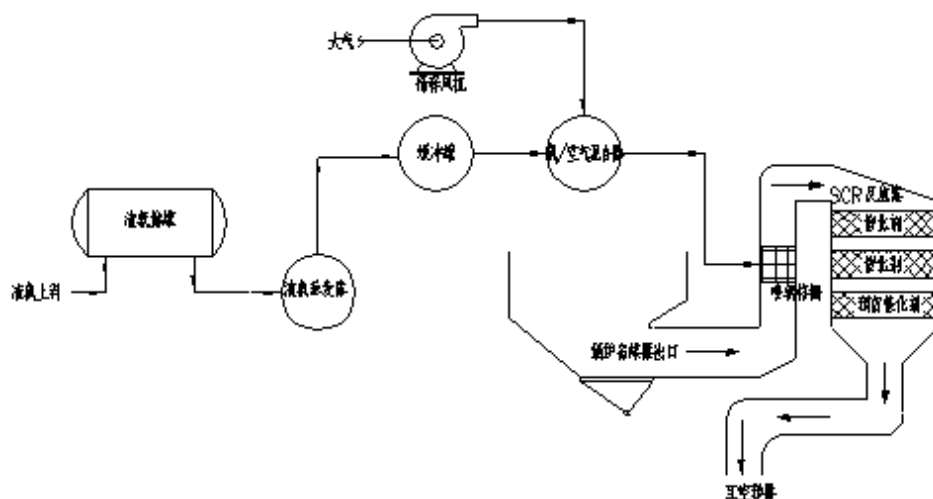 大气
稀释风机
缓冲罐
氨/空气混合器
SCR反应器
液氨储罐
催化剂
催化剂
液氨蒸发器
液氨上料
喷氨格栅
预留催化剂
锅炉省煤器出口
至空预器